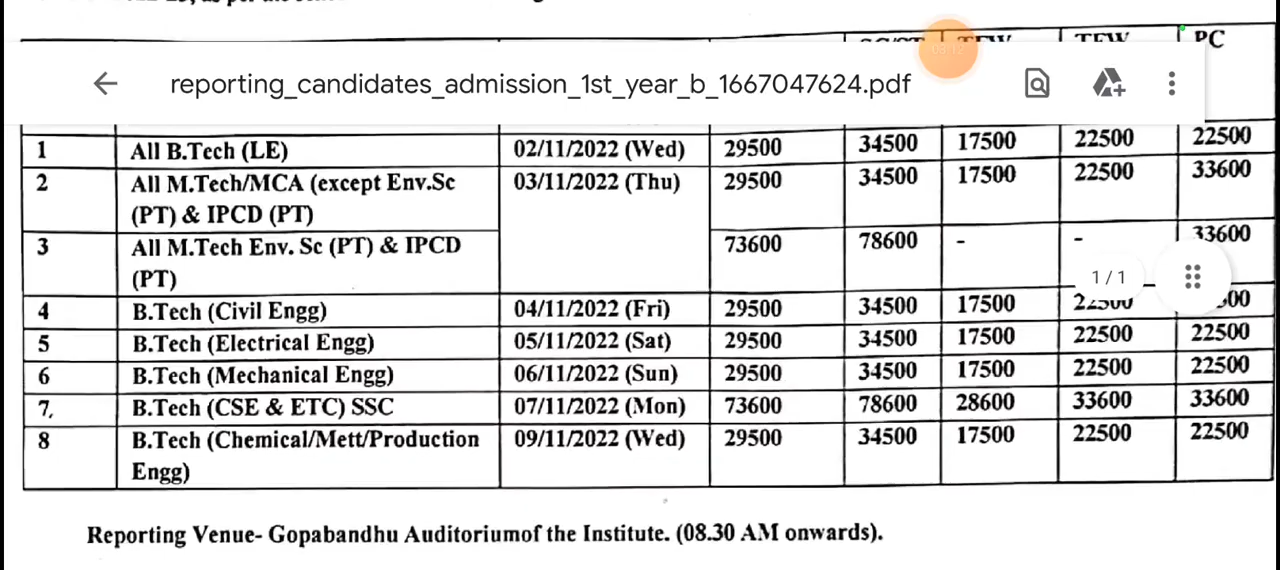 PC
08:12
reporting_candidates_admission_1st_year_b_1667047624.pdf
1 All B.Tech (LE) 02/11/2022 (Wed) 29500 34500 17500 22500 22500
2 All M.Tech/MCA (except Env.Sc 03/11/2022 (Thu) 29500 34500 17500 22500 33600
(PT) & IPCD (PT)
3 All M.Tech Env. Sc (PT) & IPCD 73600 78600 - - 33600
(PT)
1 / 1
4 B.Tech (Civil Engg) 04/11/2022 (Fri) 29500 34500 17500 22500
5 B.Tech (Electrical Engg) 05/11/2022 (Sat) 29500 34500 17500 22500 22500
6 B.Tech (Mechanical Engg) 06/11/2022 (Sun) 29500 34500 17500 22500 22500
7, B.Tech (CSE & ETC) SSC 07/11/2022 (Mon) 73600 78600 28600 33600 33600
8 B.Tech (Chemical/Mett/Production 09/11/2022 (Wed) 29500 34500 17500 22500 22500
Engg)
Reporting Venue- Gopabandhu Auditoriumof the Institute. (08.30 AM onwards).